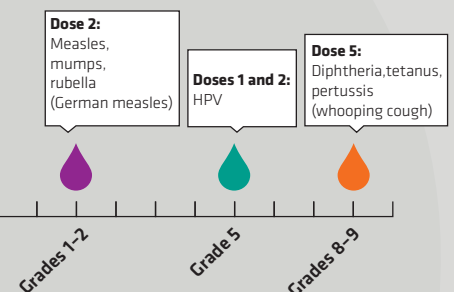 Dose 2:
Measles,
mumps,
rubella
(German measles)
Doses 1 and 2:
HPV
Dose 5:
Diphtheria,tetanus,
pertussis
(whooping cough)
Grades 1–2
Grade 5
Grades 8–9